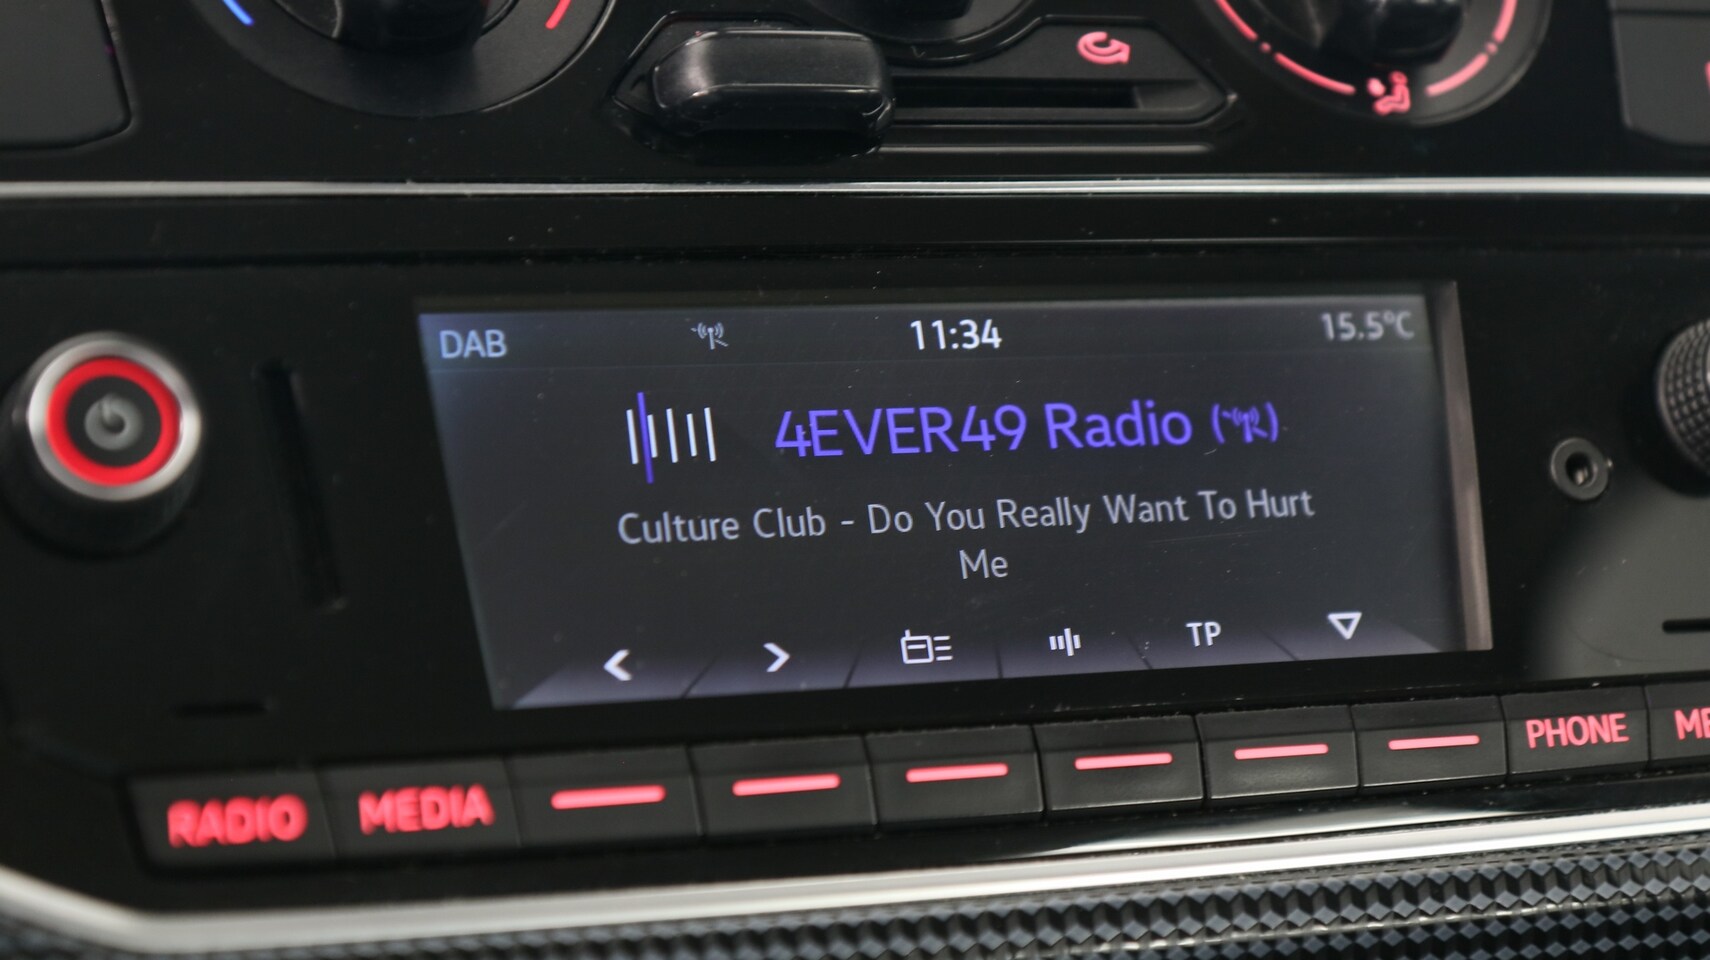 DAB 11:34 15.5°C
4EVER49 Radio ( )
Culture Club - Do You Really Want To Hurt
Me
TP
RADIO MEDIA PHONE